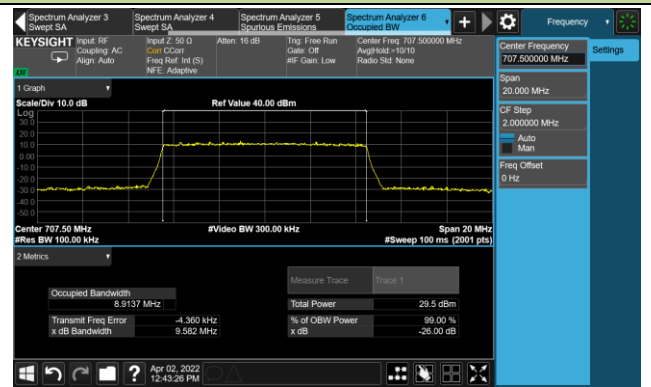 Spectrum Analyzer 3
Swept SA
Spectrum Analyzer 4
Swept SA
Spectrum Analyzer 5
Spurious Emissions
Spectrum Analyzer 6
Occupied BW
Frequency
KEYSIGHT
Input: RF
Coupling: AC
Align: Auto
Input Z: 50 Ω
Corr CCorr
Freq Ref: Int (S)
NFE: Adaptive
Atten: 16 dB
Trig: Free Run
Gate: Off
#IF Gain: Low
Center Freq: 707.500000 MHz
Avg|Hold:>10/10
Radio Std: None
LXI
Center Frequency
707.500000 MHz
Settings
Span
20.000 MHz
CF Step
2.000000 MHz
Auto
Man
Freq Offset
0 Hz
1 Graph
Scale/Div 10.0 dB
Ref Value 40.00 dBm
Log
30.0
20.0
10.0
0.00
-10.0
-20.0
-30.0
-40.0
-50.0
Center 707.50 MHz
#Video BW 300.00 kHz
Span 20 MHz
#Res BW 100.00 kHz
#Sweep 100 ms (2001 pts)
2 Metrics
Measure Trace
Trace 1
Occupied Bandwidth
8.9137 MHz
Total Power
29.5 dBm
Transmit Freq Error
-4.360 kHz
% of OBW Power
99.00 %
x dB Bandwidth
9.582 MHz
x dB
-26.00 dB
?
Apr 02, 2022
12:43:26 PM